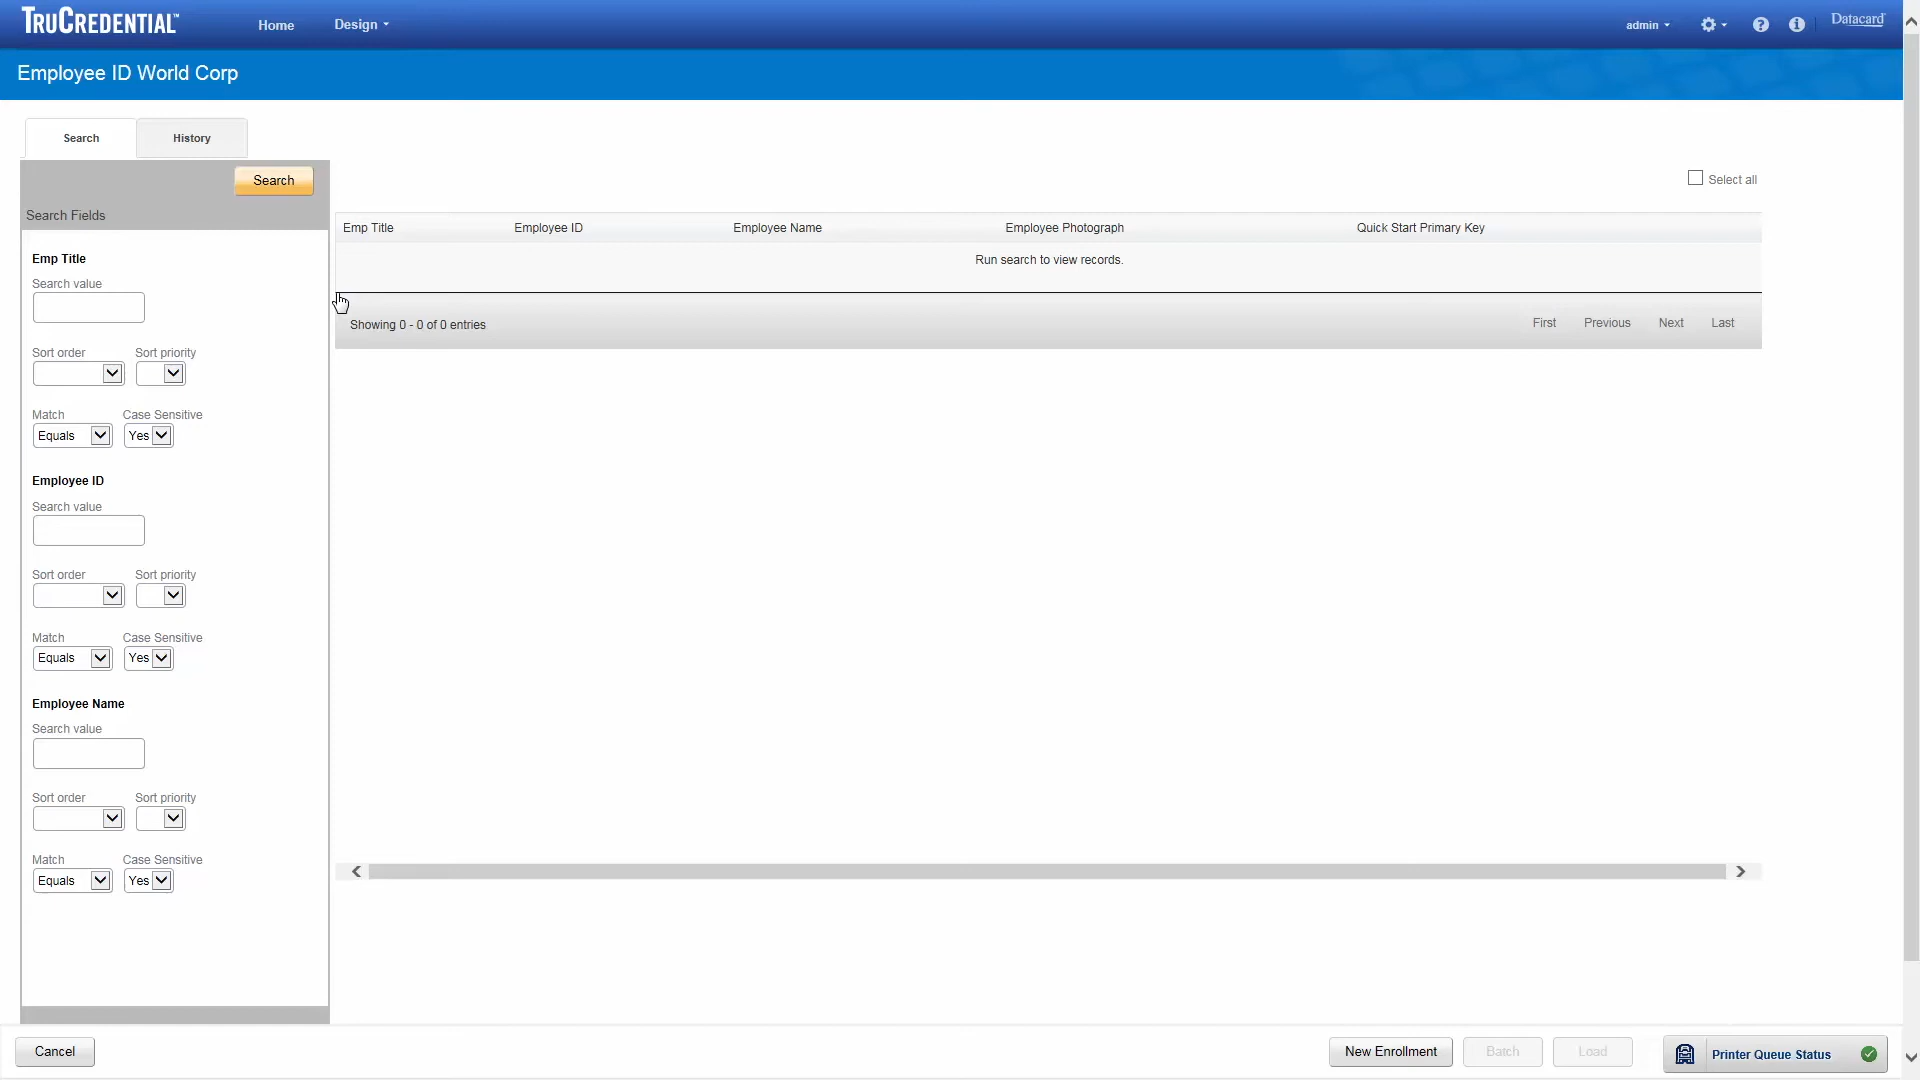 TRUCREDENTIAL™
Home
Design
admin
Datacard
Employee ID World Corp
Search
History
Search
Search Fields
Select all
Emp Title
Employee ID
Employee Name
Employee Photograph
Quick Start Primary Key
Run search to view records.
Showing 0 - 0 of 0 entries
First
Previous
Next
Last
Emp Title
Search value
Sort order
Sort priority
Match
Case Sensitive
Equals
Yes
Employee ID
Search value
Sort order
Sort priority
Match
Case Sensitive
Equals
Yes
Employee Name
Search value
Sort order
Sort priority
Match
Case Sensitive
Equals
Yes
Cancel
New Enrollment
Batch
Load
Printer Queue Status